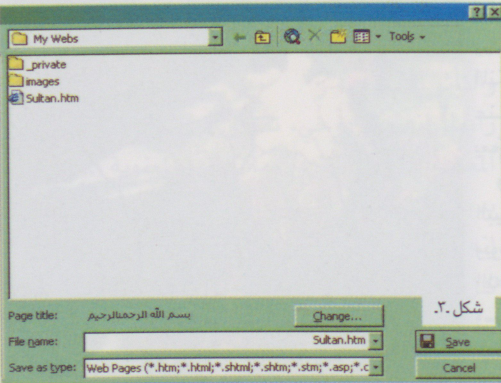 My Webs Tools
_private
images
Sultan.htm
شكل ـ٣ـ
Page title: بسم الله الرحمنالرحيم Change...
File name: Sultan.htm Save
Save as type: Web Pages (*.htm;*.html;*.shtml;*.shtm;*.stm;*.asp;*.c Cancel